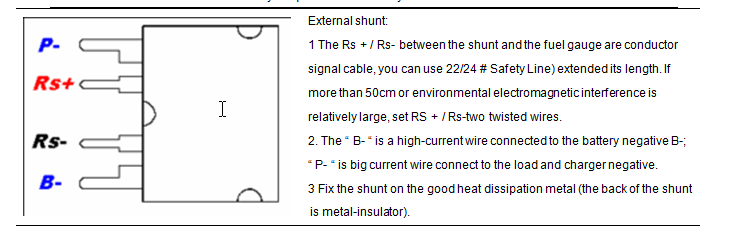 P-
Rs+
Rs-
B-
External shunt:
1 The Rs + / Rs- between the shunt and the fuel gauge are conductor
signal cable, you can use 22/24 # Safety Line) extended its length. If
more than 50cm or environmental electromagnetic interference is
relatively large, set RS + / Rs-two twisted wires.
2. The “ B- “ is a high-current wire connected to the battery negative B-;
“ P- “ is big current wire connect to the load and charger negative.
3 Fix the shunt on the good heat dissipation metal (the back of the shunt
is metal-insulator).